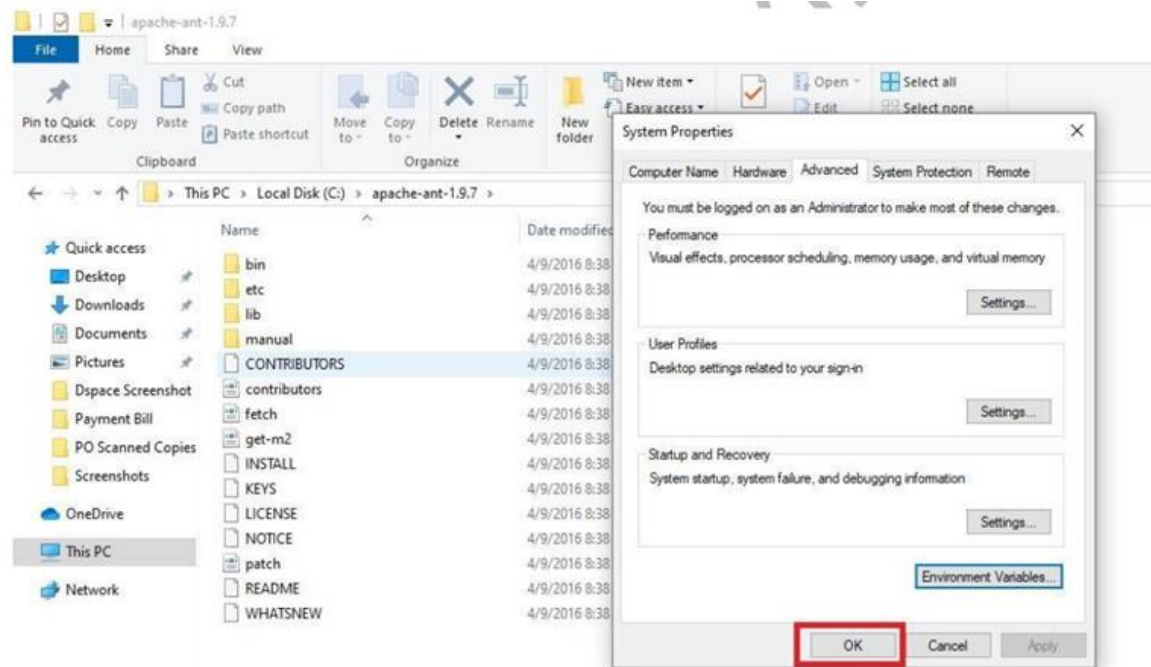 apache-ant-1.9.7
File Home Share View
Pin to Quick access
Copy
Paste
Cut
Copy path
Paste shortcut
Move to
Copy to
Delete
Rename
New folder
New item
Easy access
Open
Edit
Select all
Select none
Clipboard
Organize
This PC > Local Disk (C:) > apache-ant-1.9.7 >
Name Date modified
Quick access
Desktop
Downloads
Documents
Pictures
Dspace Screenshot
Payment Bill
PO Scanned Copies
Screenshots
OneDrive
This PC
Network
bin 4/9/2016 8:38
etc 4/9/2016 8:38
lib 4/9/2016 8:38
manual 4/9/2016 8:38
CONTRIBUTORS 4/9/2016 8:38
contributors 4/9/2016 8:38
fetch 4/9/2016 8:38
get-m2 4/9/2016 8:38
INSTALL 4/9/2016 8:38
KEYS 4/9/2016 8:38
LICENSE 4/9/2016 8:38
NOTICE 4/9/2016 8:38
patch 4/9/2016 8:38
README 4/9/2016 8:38
WHATSNEW 4/9/2016 8:38
System Properties
Computer Name Hardware Advanced System Protection Remote
You must be logged on as an Administrator to make most of these changes.
Performance
Visual effects, processor scheduling, memory usage, and virtual memory
Settings...
User Profiles
Desktop settings related to your sign-in
Settings...
Startup and Recovery
System startup, system failure, and debugging information
Settings...
Environment Variables...
OK Cancel Apply